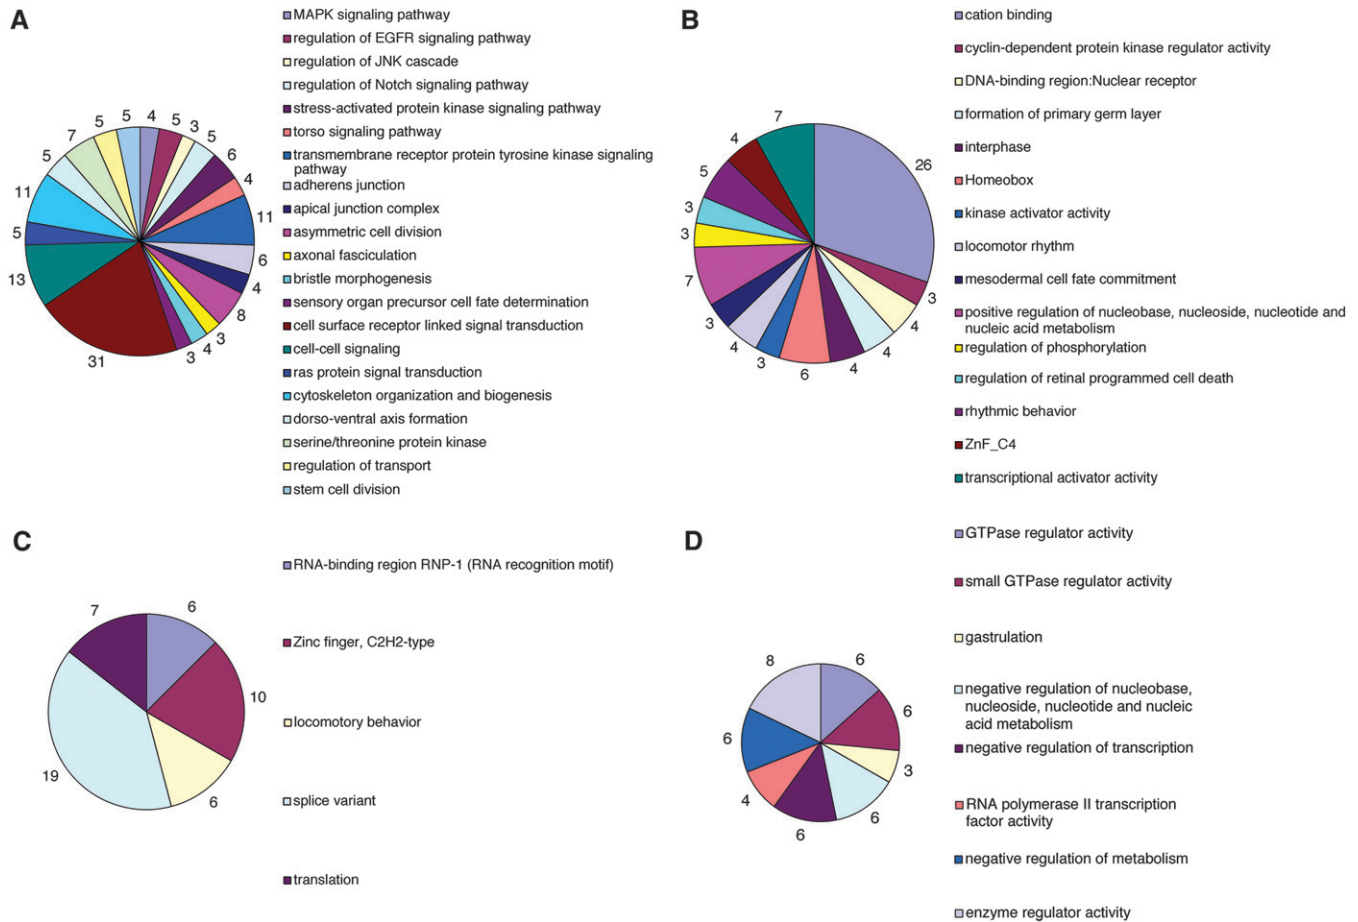 A
MAPK signaling pathway
regulation of EGFR signaling pathway
regulation of JNK cascade
regulation of Notch signaling pathway
stress-activated protein kinase signaling pathway
torso signaling pathway
transmembrane receptor protein tyrosine kinase signaling
pathway
adherens junction
apical junction complex
asymmetric cell division
axonal fasciculation
bristle morphogenesis
sensory organ precursor cell fate determination
cell surface receptor linked signal transduction
cell-cell signaling
ras protein signal transduction
cytoskeleton organization and biogenesis
dorso-ventral axis formation
serine/threonine protein kinase
regulation of transport
stem cell division
4
5
3
5
6
4
11
6
4
8
3
4
3
31
13
5
11
5
7
5
5
B
cation binding
cyclin-dependent protein kinase regulator activity
DNA-binding region:Nuclear receptor
formation of primary germ layer
interphase
Homeobox
kinase activator activity
locomotor rhythm
mesodermal cell fate commitment
positive regulation of nucleobase, nucleoside, nucleotide and
nucleic acid metabolism
regulation of phosphorylation
regulation of retinal programmed cell death
rhythmic behavior
ZnF_C4
transcriptional activator activity
26
3
4
4
4
6
3
4
3
7
3
3
5
4
7
C
RNA-binding region RNP-1 (RNA recognition motif)
Zinc finger, C2H2-type
locomotory behavior
splice variant
translation
6
10
6
19
7
D
GTPase regulator activity
small GTPase regulator activity
gastrulation
negative regulation of nucleobase,
nucleoside, nucleotide and nucleic
acid metabolism
negative regulation of transcription
RNA polymerase II transcription
factor activity
negative regulation of metabolism
enzyme regulator activity
6
6
3
6
6
4
6
8